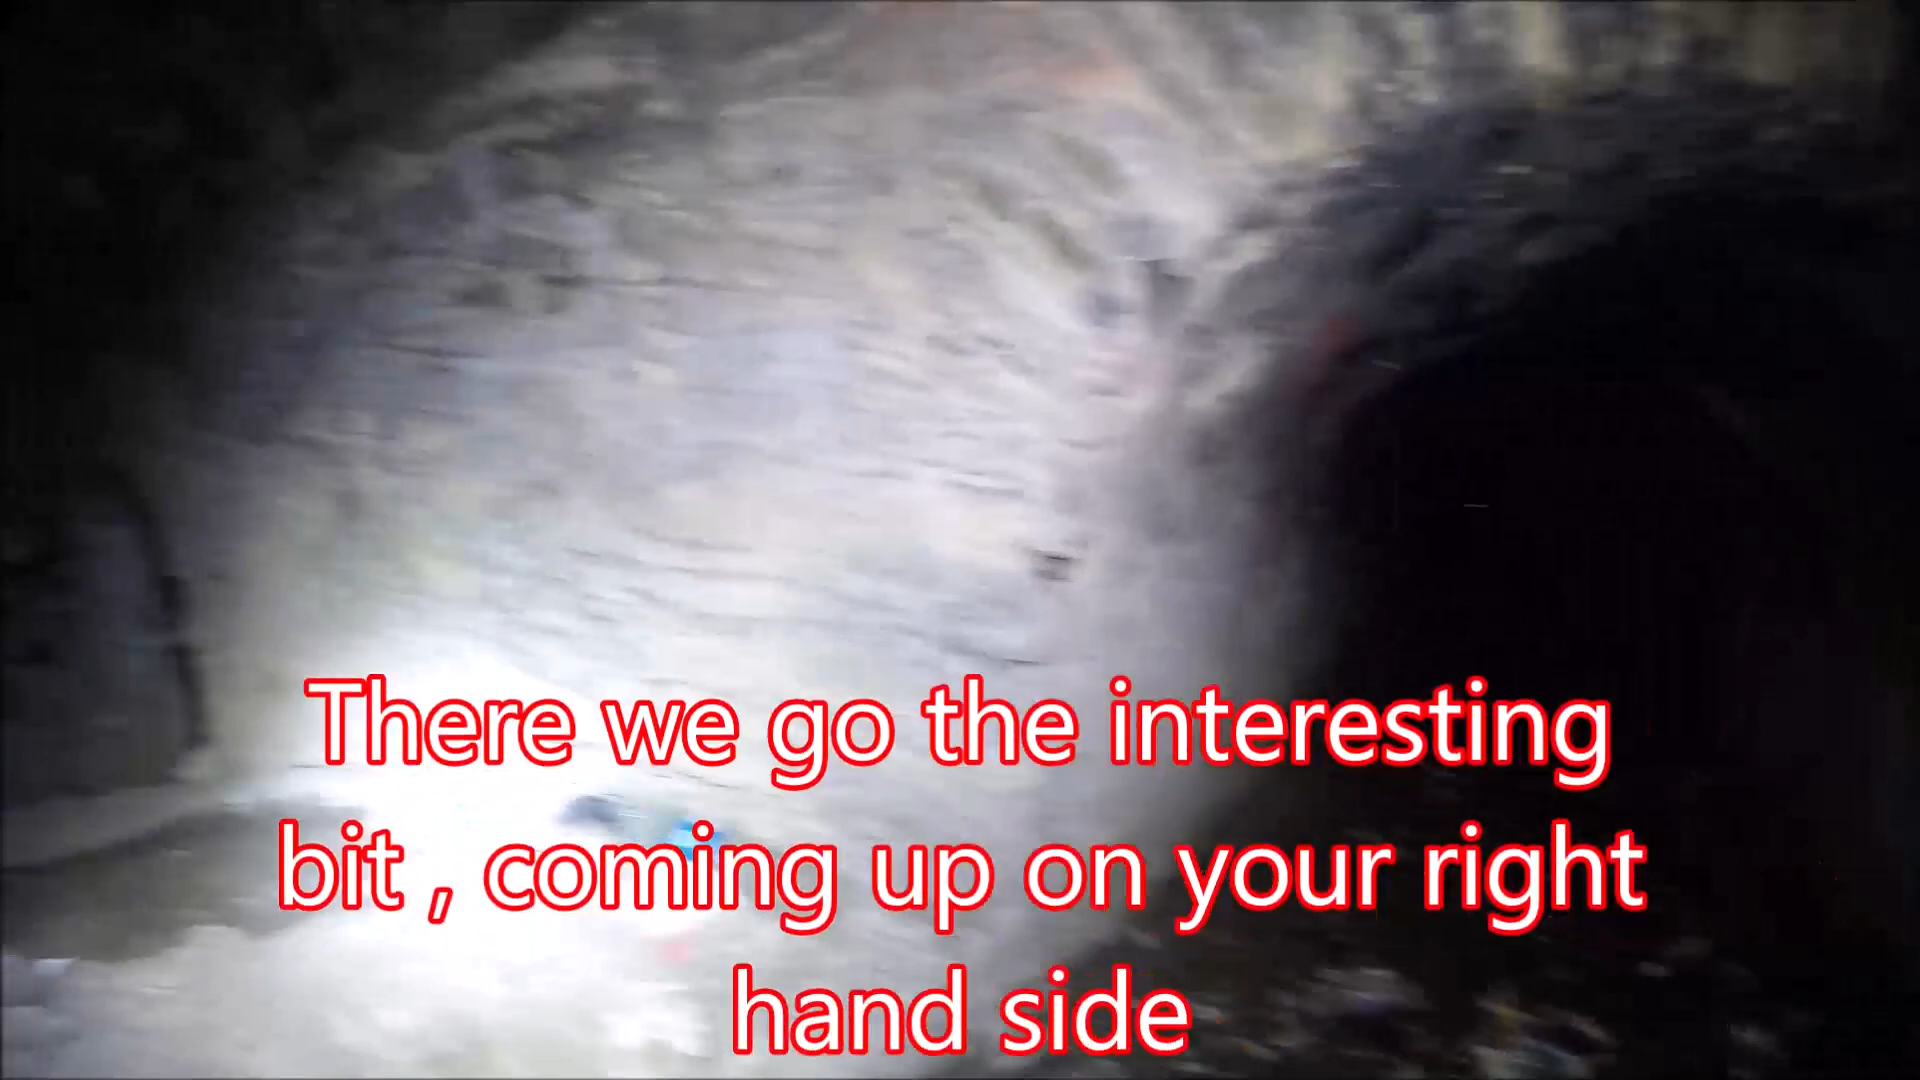 There we go the interesting
bit , coming up on your right
hand side